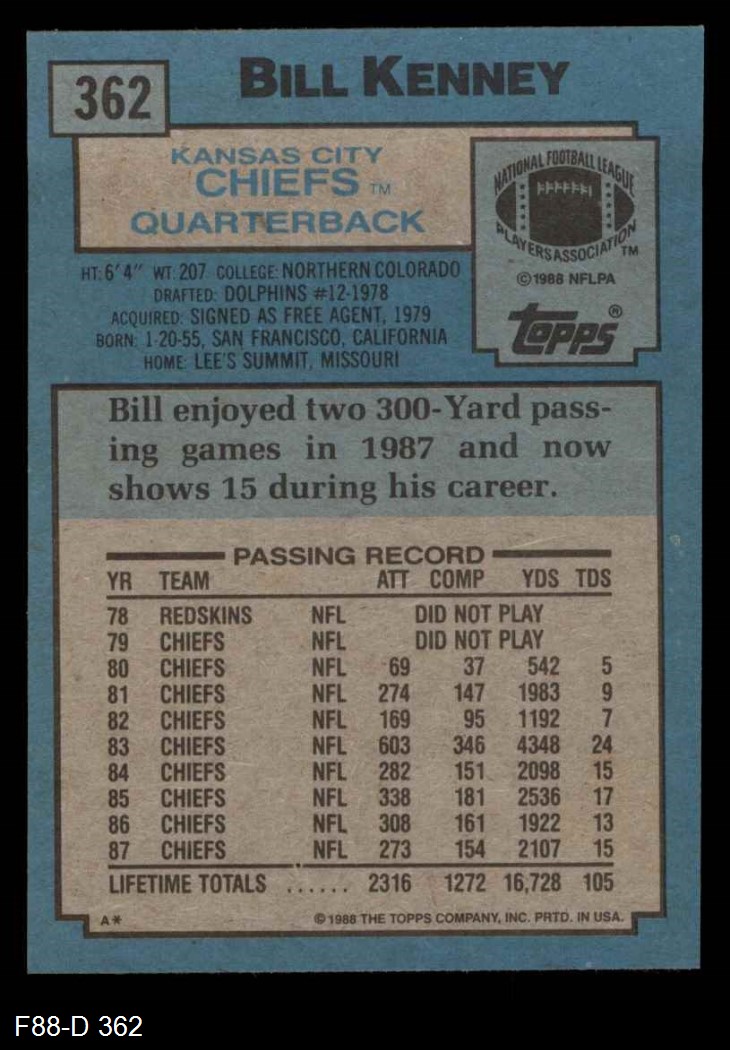 362
BILL KENNEY
KANSAS CITY
CHIEFS TM
QUARTERBACK
NATIONAL FOOTBALL LEAGUE
PLAYERS ASSOCIATION TM
©1988 NFLPA
TOPPS®
HT: 6'4" WT: 207 COLLEGE: NORTHERN COLORADO
DRAFTED: DOLPHINS #12-1978
ACQUIRED: SIGNED AS FREE AGENT, 1979
BORN: 1-20-55, SAN FRANCISCO, CALIFORNIA
HOME: LEE'S SUMMIT, MISSOURI
Bill enjoyed two 300-Yard pass-
ing games in 1987 and now
shows 15 during his career.
PASSING RECORD
YR TEAM ATT COMP YDS TDS
78 REDSKINS NFL DID NOT PLAY
79 CHIEFS NFL DID NOT PLAY
80 CHIEFS NFL 69 37 542 5
81 CHIEFS NFL 274 147 1983 9
82 CHIEFS NFL 169 95 1192 7
83 CHIEFS NFL 603 346 4348 24
84 CHIEFS NFL 282 151 2098 15
85 CHIEFS NFL 338 181 2536 17
86 CHIEFS NFL 308 161 1922 13
87 CHIEFS NFL 273 154 2107 15
LIFETIME TOTALS ...... 2316 1272 16,728 105
A* ©1988 THE TOPPS COMPANY, INC. PRTD. IN USA.
F88-D 362